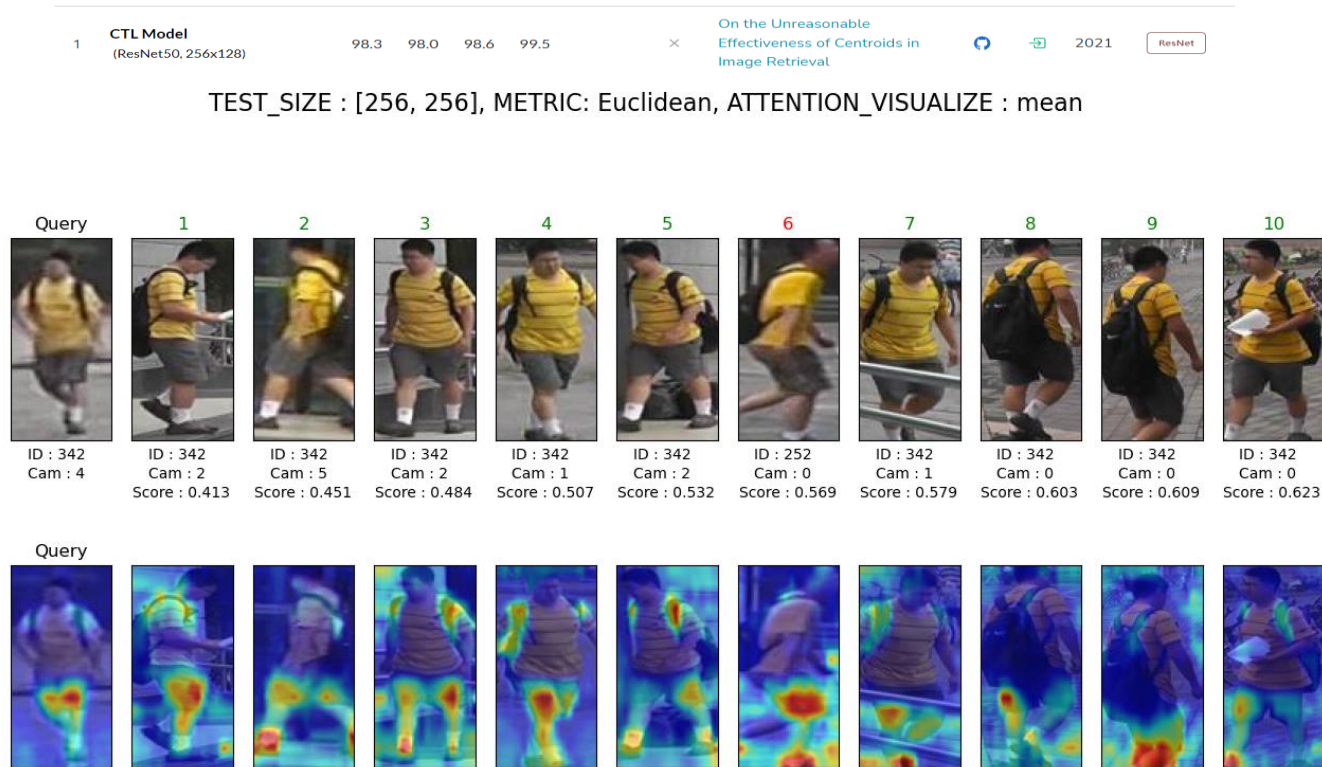 1 CTL Model (ResNet50, 256x128) 98.3 98.0 98.6 99.5 × On the Unreasonable Effectiveness of Centroids in Image Retrieval 2021 ResNet
TEST_SIZE : [256, 256], METRIC: Euclidean, ATTENTION_VISUALIZE : mean
Query 1 2 3 4 5 6 7 8 9 10
ID : 342 ID : 342 ID : 342 ID : 342 ID : 342 ID : 342 ID : 252 ID : 342 ID : 342 ID : 342 ID : 342
Cam : 4 Cam : 2 Cam : 5 Cam : 2 Cam : 1 Cam : 2 Cam : 0 Cam : 1 Cam : 0 Cam : 0 Cam : 0
Score : 0.413 Score : 0.451 Score : 0.484 Score : 0.507 Score : 0.532 Score : 0.569 Score : 0.579 Score : 0.603 Score : 0.609 Score : 0.623
Query